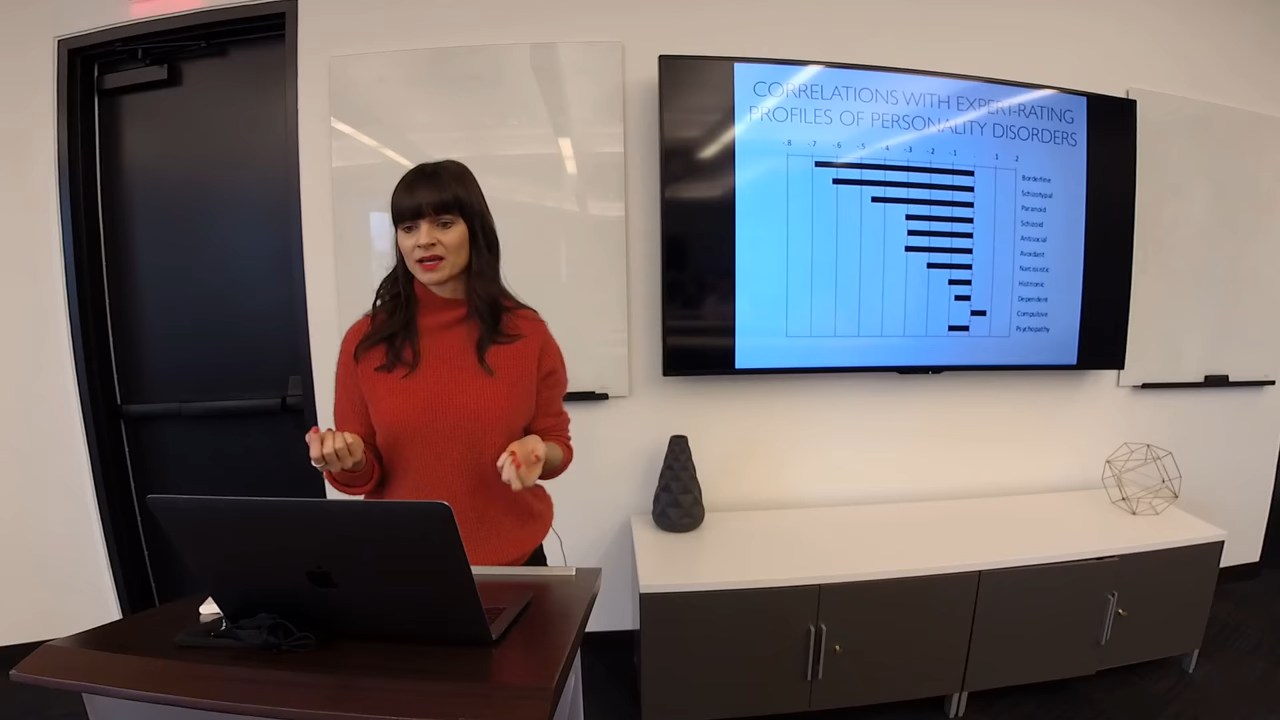 CORRELATIONS WITH EXPERT-RATING
PROFILES OF PERSONALITY DISORDERS
-.8 -.7 -.6 -.5 -.4 -.3 -.2 -.1 . .1 .2
Borderline
Schizotypal
Paranoid
Schizoid
Antisocial
Avoidant
Narcissistic
Histrionic
Dependent
Compulsive
Psychopathy